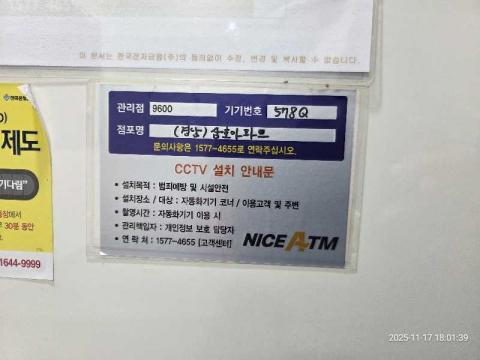 이 문서는 한국전자금융(주)의 동의없이 수정, 변경 및 복사할 수 없습니다.
제도
30분 동안
1644-9999
관리점 9600 기기번호 578Q
점포명
문의사항은 1577-4655로 연락주십시오.
CCTV 설치 안내문
• 설치목적 : 범죄예방 및 시설안전
• 설치장소 / 대상 : 자동화기기 코너 / 이용고객 및 주변
• 촬영시간 : 자동화기기 이용 시
• 관리책임자 : 개인정보 보호 담당자
• 연 락 처 : 1577-4655 [고객센터]
NICE ATM
2025-11-17 18:01:39